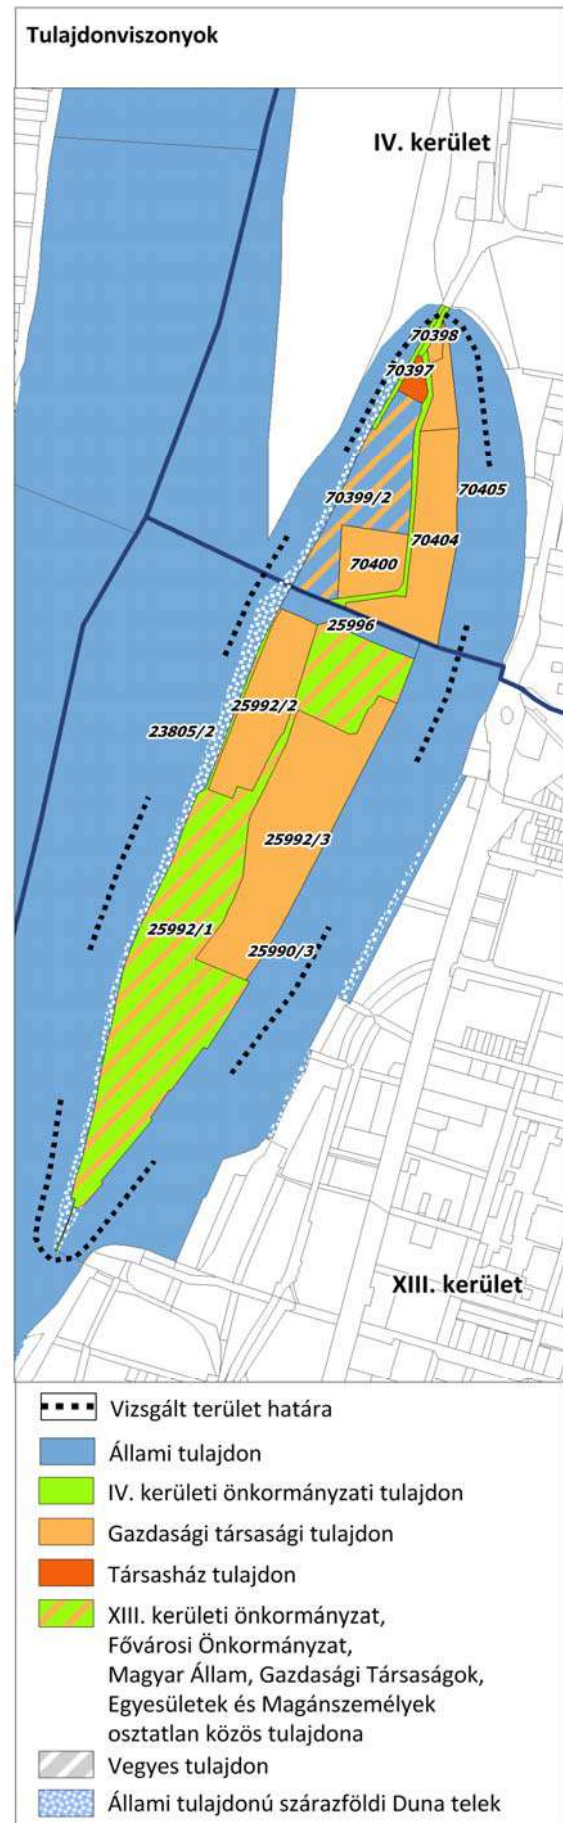 Tulajdonviszonyok
IV. kerület
70398
70397
70399/2
70405
70404
70400
25996
25992/2
23805/2
25992/3
25992/1
25990/3
XIII. kerület
Vizsgált terület határa
Állami tulajdon
IV. kerületi önkormányzati tulajdon
Gazdasági társasági tulajdon
Társasház tulajdon
XIII. kerületi önkormányzat,
Fővárosi Önkormányzat,
Magyar Állam, Gazdasági Társaságok,
Egyesületek és Magánszemélyek
osztatlan közös tulajdona
Vegyes tulajdon
Állami tulajdonú szárazföldi Duna telek